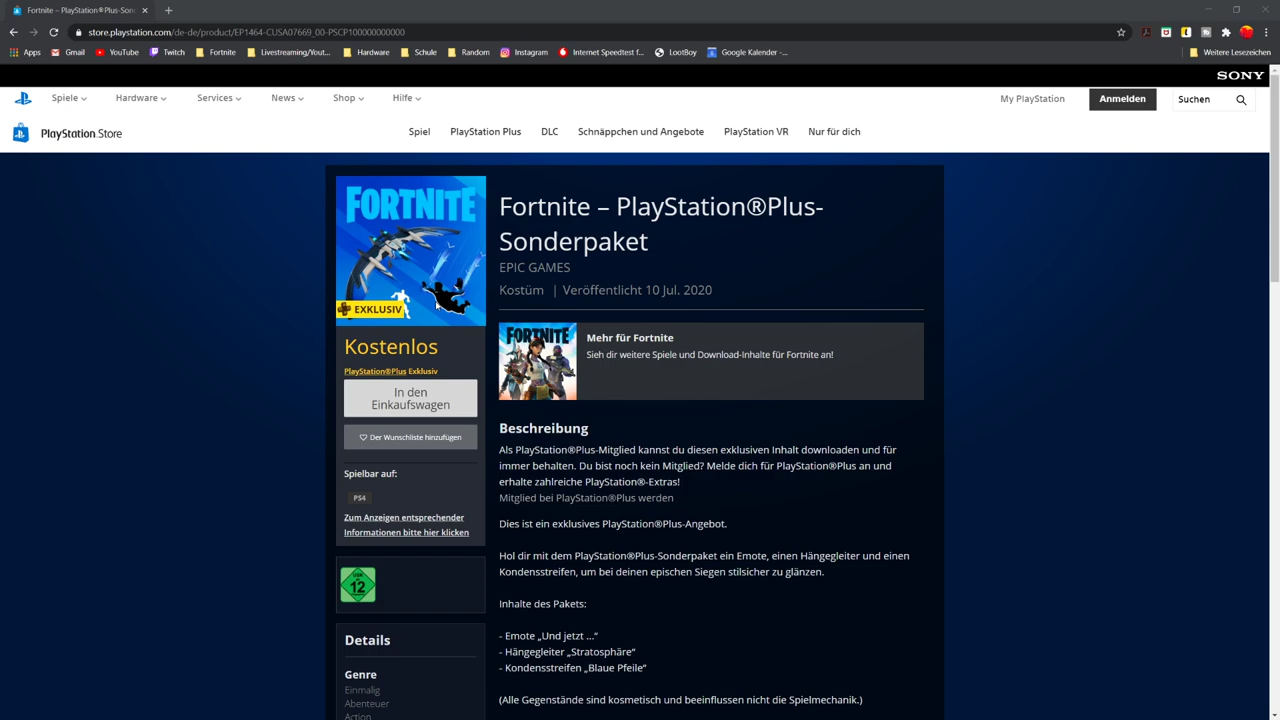 Fortnite – PlayStation®Plus-Son
store.playstation.com/de-de/product/EP1464-CUSA07669_00-PSCP100000000000
Apps Gmail YouTube Twitch Fortnite Livestreaming/Yout... Hardware Schule Random Instagram Internet Speedtest f... LootBoy Google Kalender -... Weitere Lesezeichen
SONY
Spiele Hardware Services News Shop Hilfe My PlayStation Anmelden Suchen
PlayStation Store Spiel PlayStation Plus DLC Schnäppchen und Angebote PlayStation VR Nur für dich
FORTNITE
EXKLUSIV
Kostenlos
PlayStation®Plus Exklusiv
In den
Einkaufswagen
Der Wunschliste hinzufügen
Spielbar auf:
PS4
Zum Anzeigen entsprechender
Informationen bitte hier klicken
USK
12
Details
Genre
Einmalig
Abenteuer
Action
Fortnite – PlayStation®Plus-
Sonderpaket
EPIC GAMES
Kostüm | Veröffentlicht 10 Jul. 2020
FORTNITE
Mehr für Fortnite
Sieh dir weitere Spiele und Download-Inhalte für Fortnite an!
Beschreibung
Als PlayStation®Plus-Mitglied kannst du diesen exklusiven Inhalt downloaden und für
immer behalten. Du bist noch kein Mitglied? Melde dich für PlayStation®Plus an und
erhalte zahlreiche PlayStation®-Extras!
Mitglied bei PlayStation®Plus werden
Dies ist ein exklusives PlayStation®Plus-Angebot.
Hol dir mit dem PlayStation®Plus-Sonderpaket ein Emote, einen Hängegleiter und einen
Kondensstreifen, um bei deinen epischen Siegen stilsicher zu glänzen.
Inhalte des Pakets:
- Emote „Und jetzt ...“
- Hängegleiter „Stratosphäre“
- Kondensstreifen „Blaue Pfeile“
(Alle Gegenstände sind kosmetisch und beeinflussen nicht die Spielmechanik.)